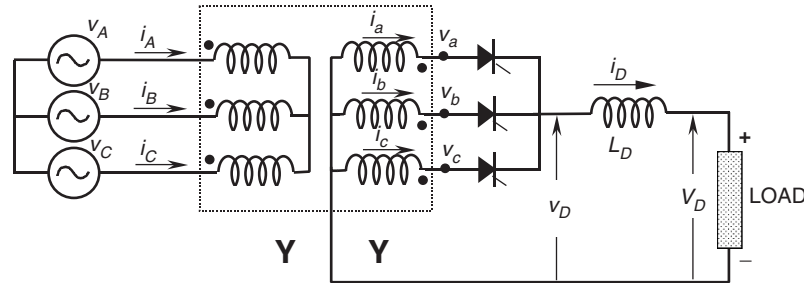 v_A i_A i_a v_a
v_B i_B i_b v_b i_D
v_C i_C i_c v_c L_D +
v_D V_D LOAD
Y Y –